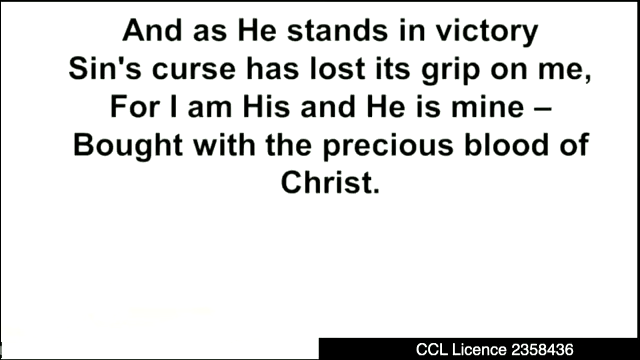 And as He stands in victory
Sin's curse has lost its grip on me,
For I am His and He is mine –
Bought with the precious blood of
Christ.
CCL Licence 2358436